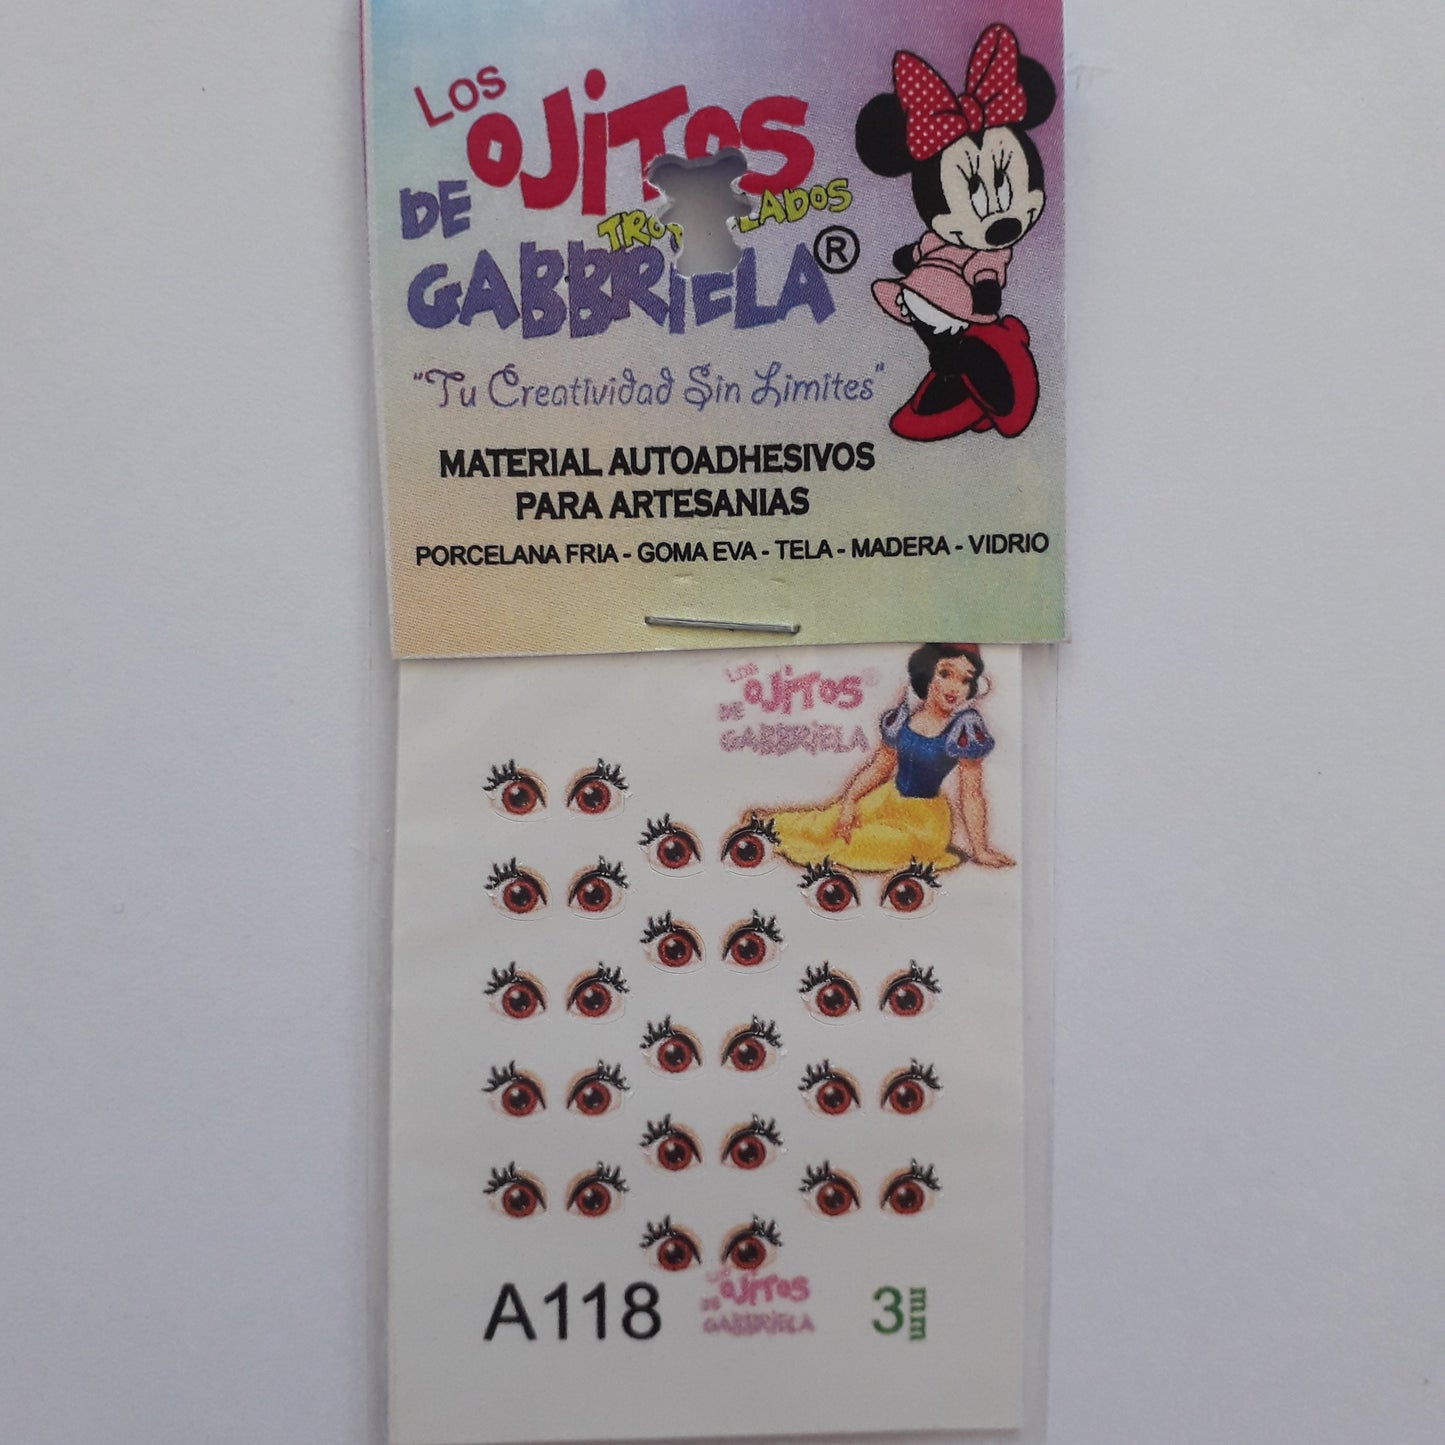 LOS
OJITOS
DE
GABBRIELA®
"Tu Creatividad Sin Limites"
MATERIAL AUTOADHESIVOS
PARA ARTESANIAS
PORCELANA FRIA - GOMA EVA - TELA - MADERA - VIDRIO
LOS
OJITOS®
DE
GABBRIELA
A118
LOS
OJITOS
DE
GABBRIELA
3mm